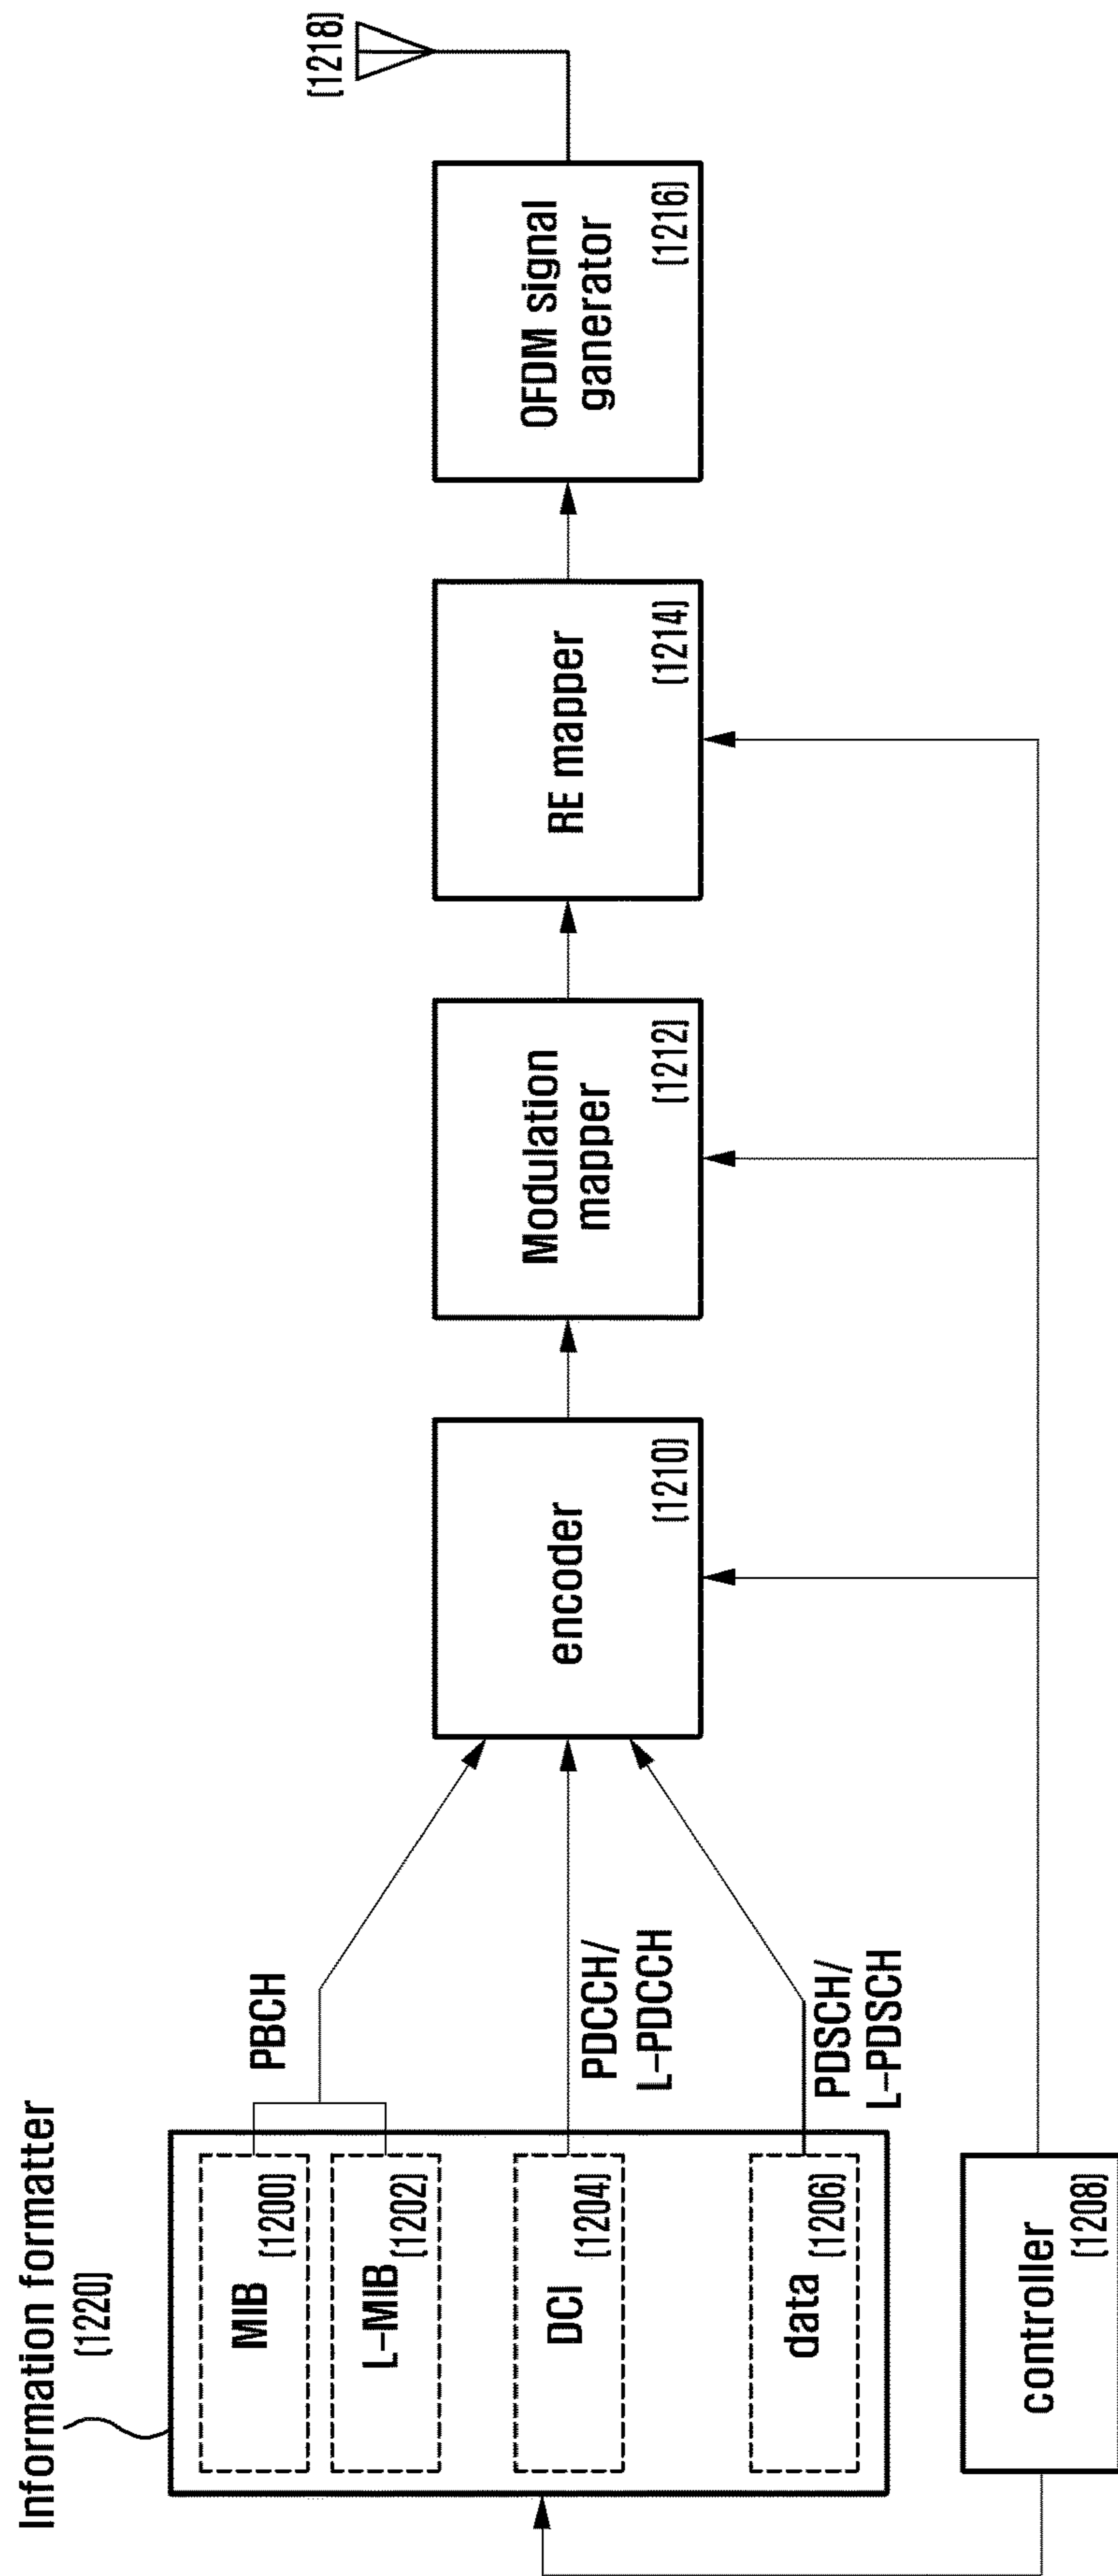 Information formatter
(1220)
MIB
(1200)
L-MIB
(1202)
DCI
(1204)
data
(1206)
PBCH
PDCCH/
L-PDCCH
PDSCH/
L-PDSCH
controller
(1208)
encoder
(1210)
Modulation
mapper
(1212)
RE mapper
(1214)
OFDM signal
ganerator
(1216)
(1218)